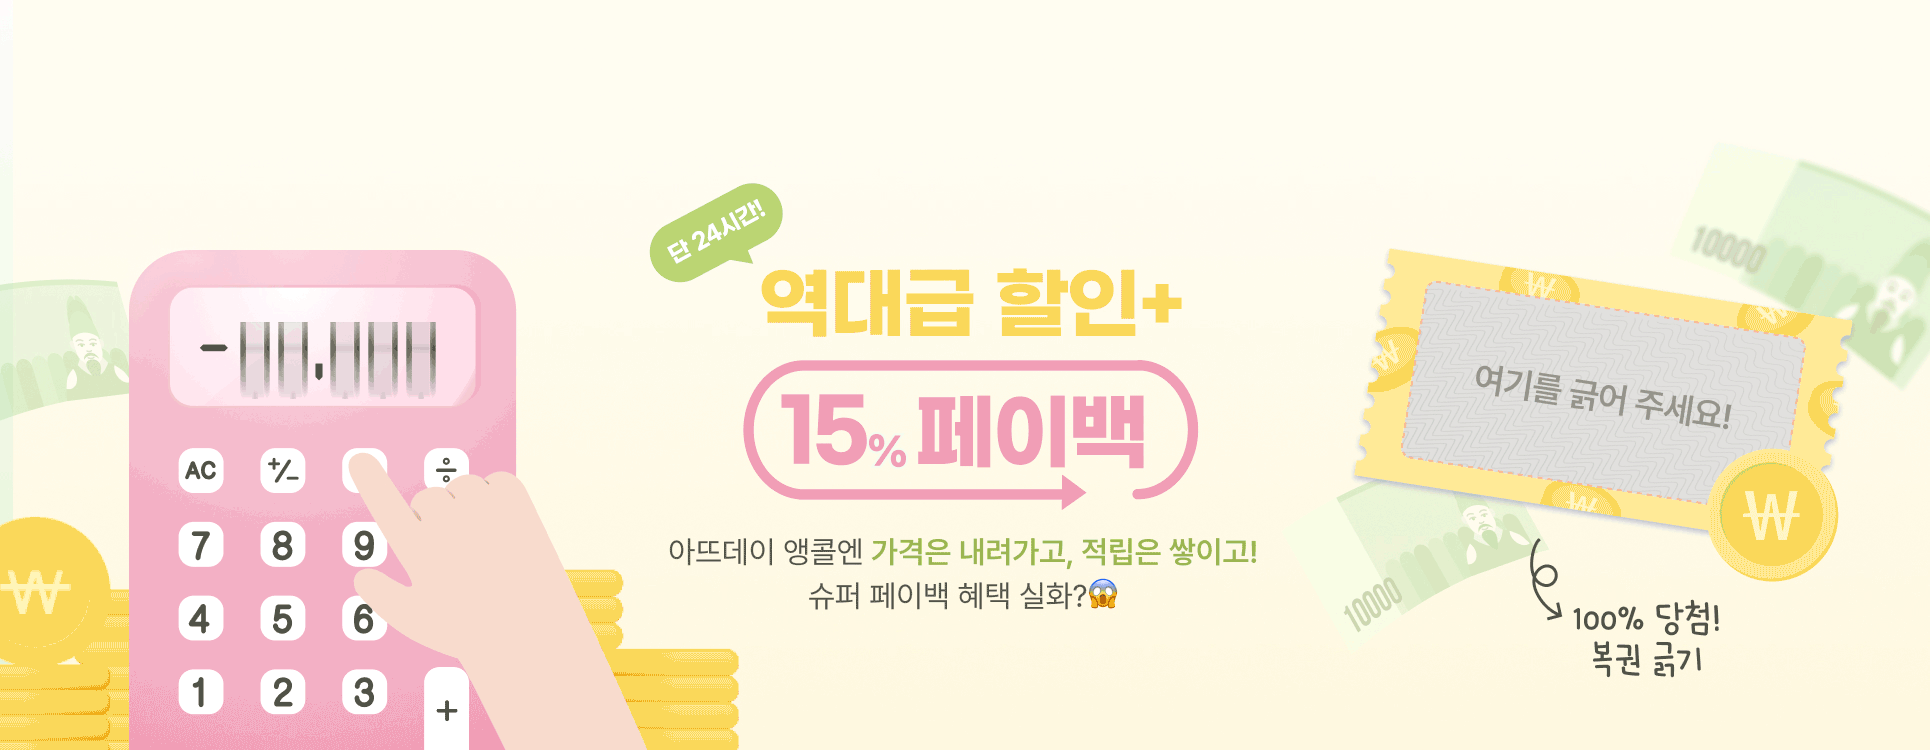 단 24시간!
역대급 할인+
15% 페이백
아뜨데이 앵콜엔 가격은 내려가고, 적립은 쌓이고!
슈퍼 페이백 혜택 실화?😱
AC +/- ÷
7 8 9
4 5 6
1 2 3 +
10000
여기를 긁어 주세요!
₩
10000
100% 당첨!
복권 긁기
₩